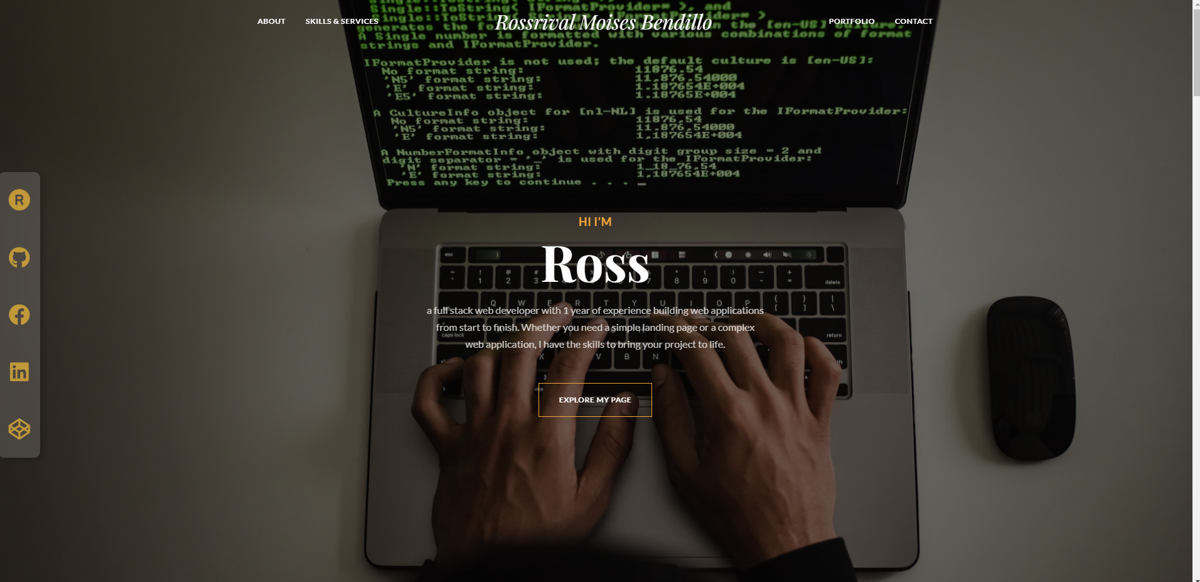 ABOUT
SKILLS & SERVICES
Rossrival Moises Bendillo
PORTFOLIO
CONTACT
generates the
A Single number is formatted with various combinations of format
strings and IFormatProvider.
IFormatProvider is not used; the default culture is [en-US]:
No format string: 11876.54
'N5' format string: 11,876.54000
'E' format string: 1.187654E+004
'E5' format string: 1.18765E+004
A CultureInfo object for [nl-NL] is used for the IFormatProvider:
No format string: 11876,54
'N5' format string: 11.876,54000
'E' format string: 1,187654E+004
A NumberFormatInfo object with digit group size = 2 and
digit separator = '_' is used for the IFormatProvider:
'N' format string: 1_18_76.54
'E' format string: 1.187654E+004
Press any key to continue . . . _
R
in
HI I'M
Ross
a full stack web developer with 1 year of experience building web applications
from start to finish. Whether you need a simple landing page or a complex
web application, I have the skills to bring your project to life.
EXPLORE MY PAGE
esc
delete
return